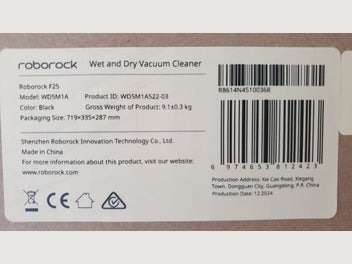 roborock Wet and Dry Vacuum Cleaner
Roborock F25
Model: WD5M1A Product ID: WD5M1A522-03
Color: Black Gross Weight of Product: 9.1±0.3 kg
Packaging Size: 719×335×287 mm
Shenzhen Roborock Innovation Technology Co., Ltd.
Made in China
For more information about this product, please visit the website:
www.roborock.com
R8614N45100368
6 974653 812423
Production Address: Xie Cao Road, Xiegang
Town, Dongguan City, Guangdong, P.R. China
Production Date: 12.2024